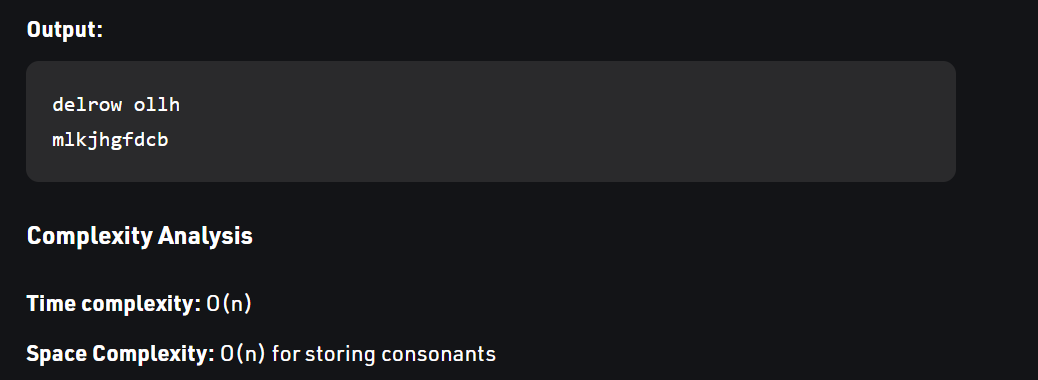 Output:
delrow ollh
mlkjhgfdcb
Complexity Analysis
Time complexity: O(n)
Space Complexity: O(n) for storing consonants